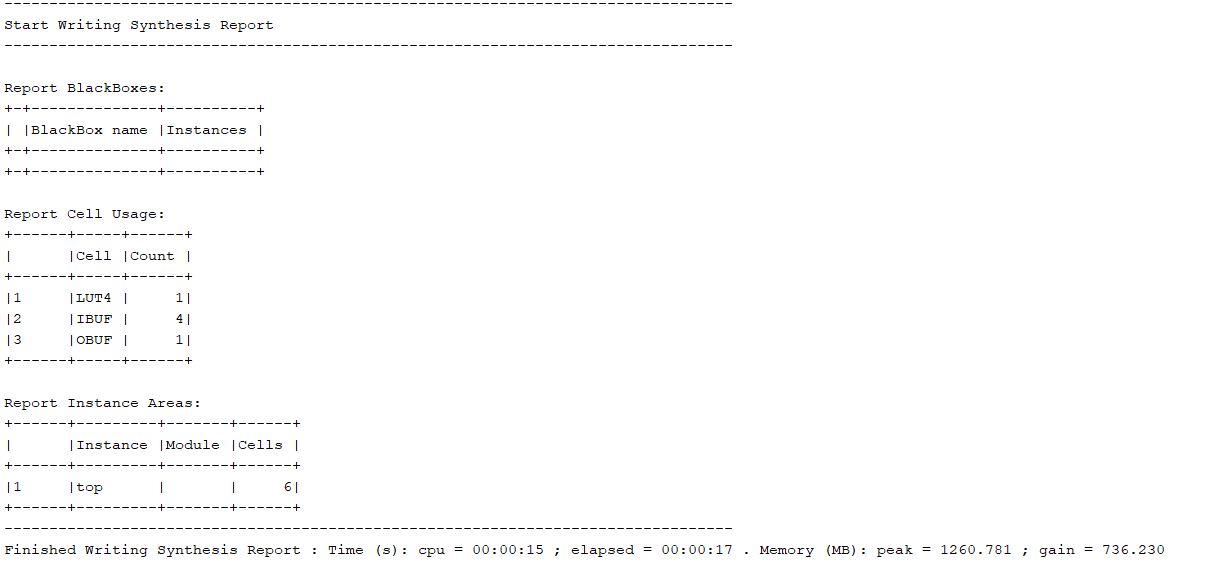 ---------------------------------------------------------------------------------
Start Writing Synthesis Report
---------------------------------------------------------------------------------

Report BlackBoxes:
+-+--------------+----------+
| |BlackBox name |Instances |
+-+--------------+----------+
+-+--------------+----------+

Report Cell Usage:
+------+-----+------+
|      |Cell |Count |
+------+-----+------+
|1     |LUT4 |     1|
|2     |IBUF |     4|
|3     |OBUF |     1|
+------+-----+------+

Report Instance Areas:
+------+---------+-------+------+
|      |Instance |Module |Cells |
+------+---------+-------+------+
|1     |top      |       |     6|
+------+---------+-------+------+
---------------------------------------------------------------------------------
Finished Writing Synthesis Report : Time (s): cpu = 00:00:15 ; elapsed = 00:00:17 . Memory (MB): peak = 1260.781 ; gain = 736.230